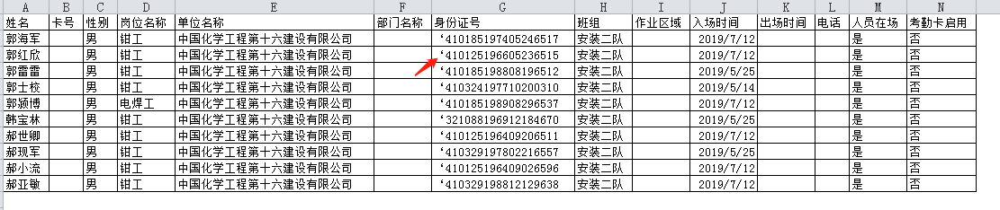 A B C D E F G H I J K L M N
姓名 卡号 性别 岗位名称 单位名称 部门名称 身份证号 班组 作业区域 入场时间 出场时间 电话 人员在场 考勤卡启用
郭海军 男 钳工 中国化学工程第十六建设有限公司 ‘410185197405246517 安装二队 2019/7/12 是 否
郭红欣 男 钳工 中国化学工程第十六建设有限公司 ‘410125196605236515 安装二队 2019/7/12 是 否
郭雷雷 男 钳工 中国化学工程第十六建设有限公司 ‘410185198808196512 安装二队 2019/5/25 是 否
郭士校 男 钳工 中国化学工程第十六建设有限公司 ‘410324197710200310 安装二队 2019/5/14 是 否
郭颍博 男 电焊工 中国化学工程第十六建设有限公司 ‘410185198908296537 安装二队 2019/7/12 是 否
韩宝林 男 钳工 中国化学工程第十六建设有限公司 ‘321088196912184670 安装二队 2019/5/25 是 否
郝世卿 男 钳工 中国化学工程第十六建设有限公司 ‘410125196409206511 安装二队 2019/7/12 是 否
郝现军 男 钳工 中国化学工程第十六建设有限公司 ‘410329197802216557 安装二队 2019/5/25 是 否
郝小流 男 钳工 中国化学工程第十六建设有限公司 ‘410125196409026596 安装二队 2019/7/12 是 否
郝亚敏 男 钳工 中国化学工程第十六建设有限公司 ‘410329198812129638 安装二队 2019/7/12 是 否